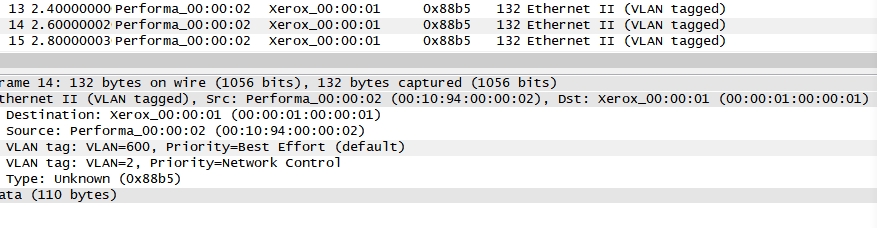 13 2.40000000 Performa_00:00:02 Xerox_00:00:01 0x88b5 132 Ethernet II (VLAN tagged)
14 2.60000002 Performa_00:00:02 Xerox_00:00:01 0x88b5 132 Ethernet II (VLAN tagged)
15 2.80000003 Performa_00:00:02 Xerox_00:00:01 0x88b5 132 Ethernet II (VLAN tagged)
rame 14: 132 bytes on wire (1056 bits), 132 bytes captured (1056 bits)
thernet II (VLAN tagged), Src: Performa_00:00:02 (00:10:94:00:00:02), Dst: Xerox_00:00:01 (00:00:01:00:00:01)
Destination: Xerox_00:00:01 (00:00:01:00:00:01)
Source: Performa_00:00:02 (00:10:94:00:00:02)
VLAN tag: VLAN=600, Priority=Best Effort (default)
VLAN tag: VLAN=2, Priority=Network Control
Type: Unknown (0x88b5)
ata (110 bytes)